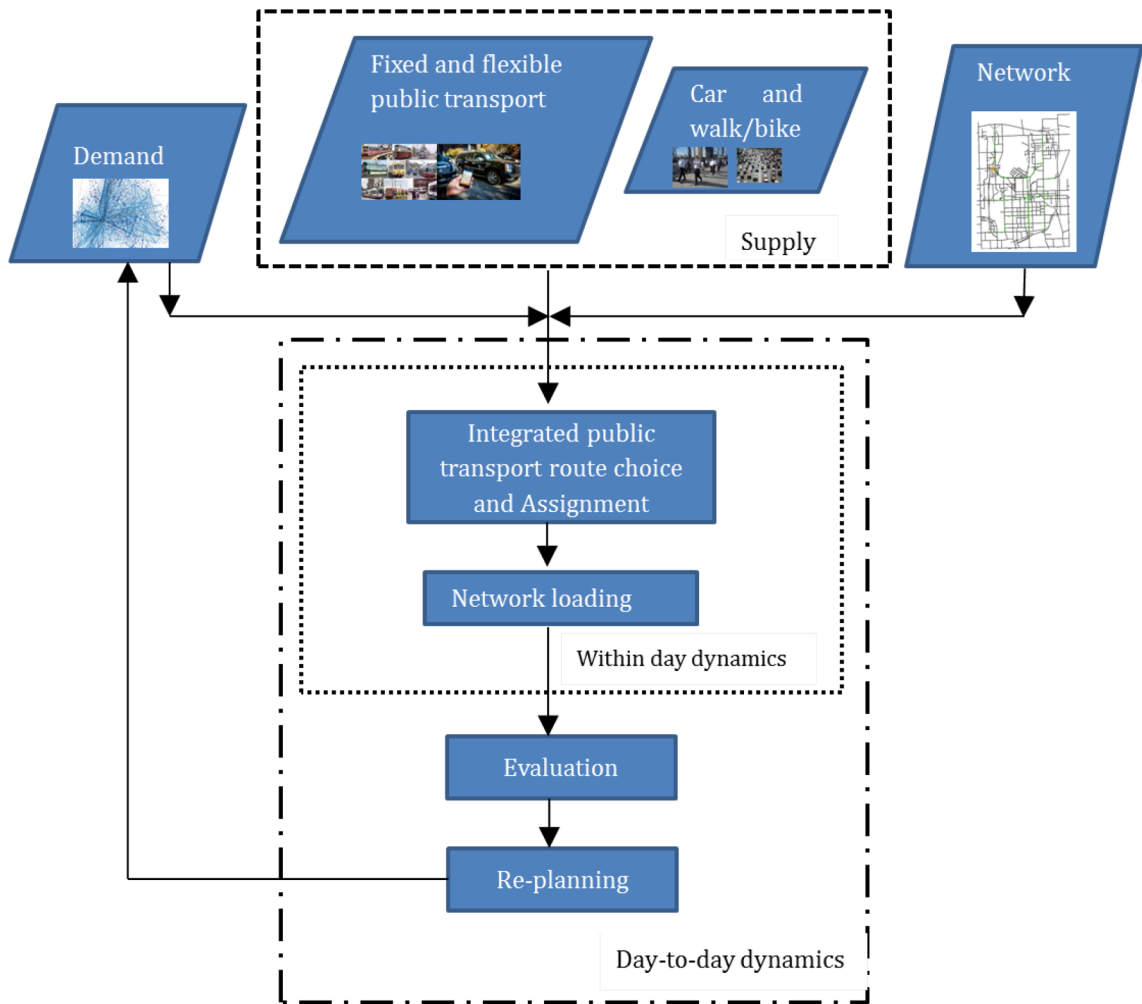 Fixed and flexible
public transport
Car and
walk/bike
Supply
Network
Demand
Integrated public
transport route choice
and Assignment
Network loading
Within day dynamics
Evaluation
Re-planning
Day-to-day dynamics